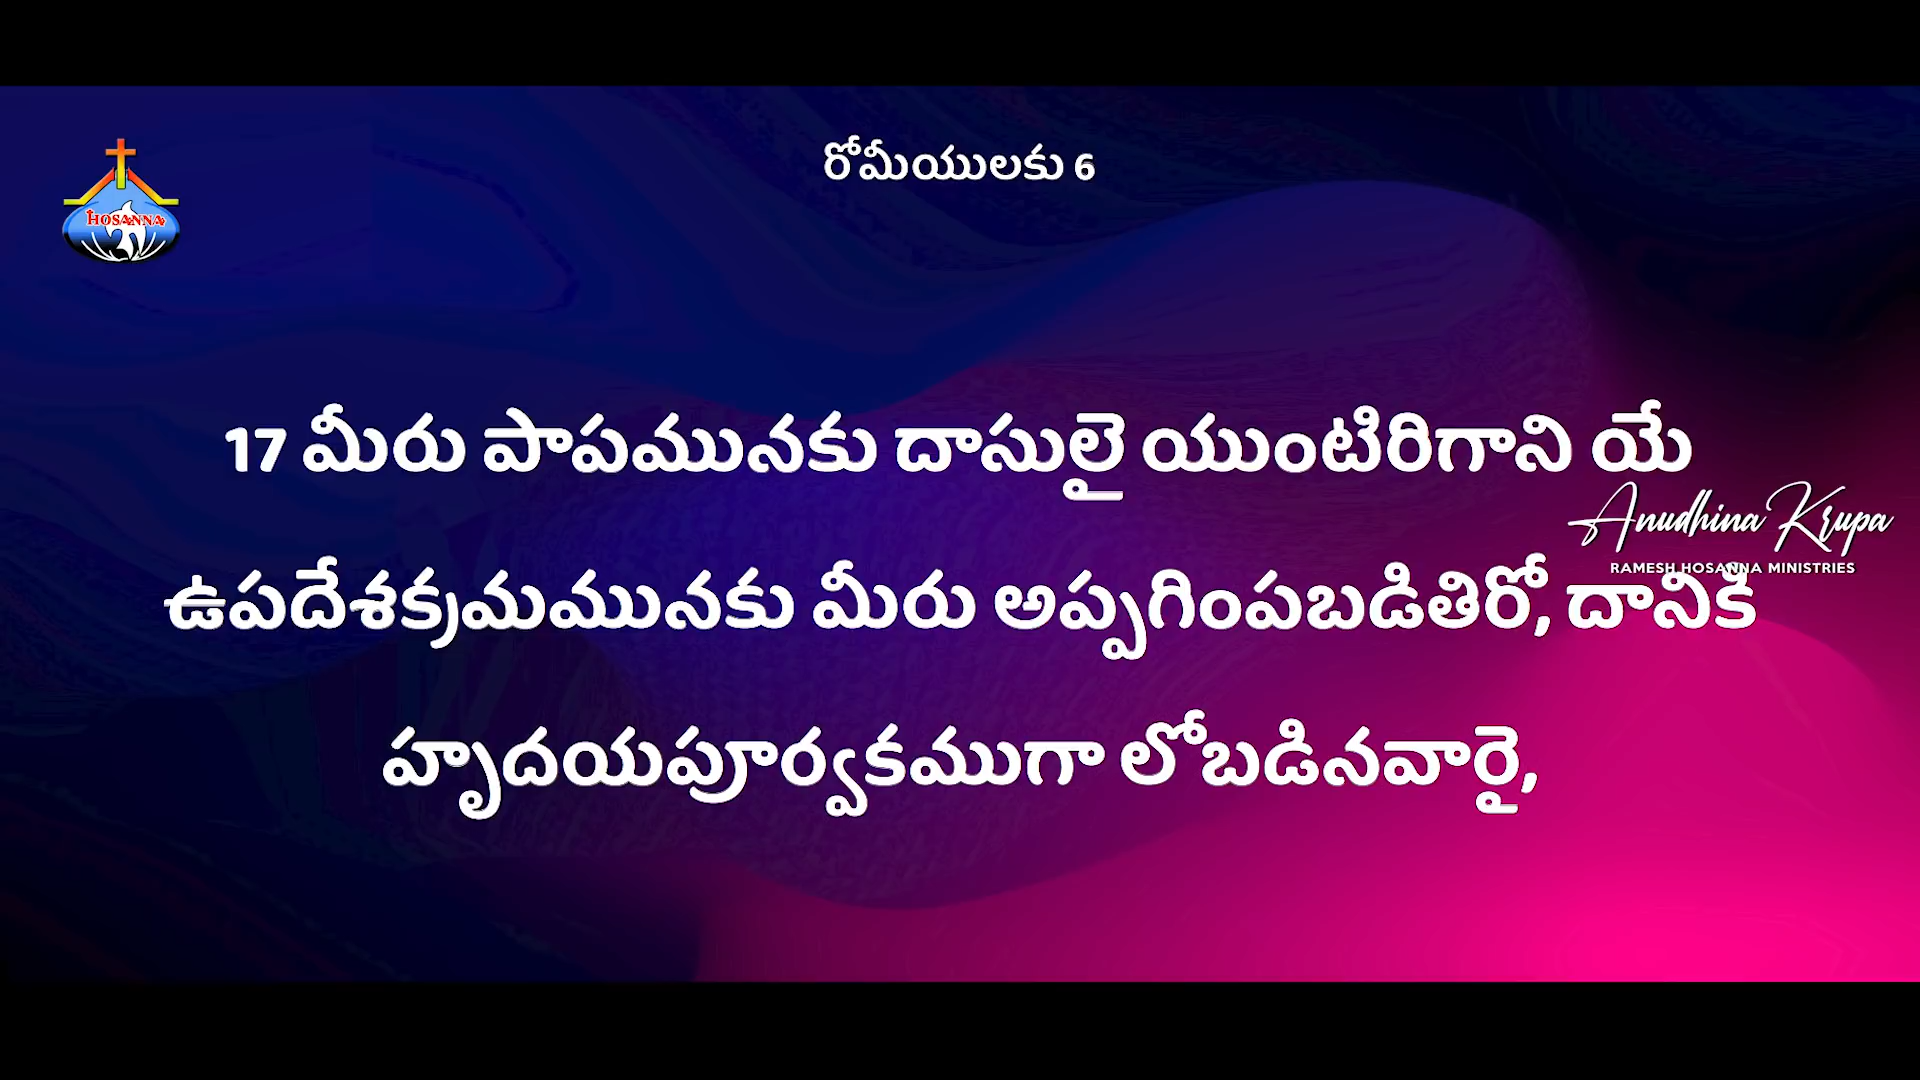 రోమీయులకు 6
HOSANNA
17 మీరు పాపమునకు దాసులై యుంటిరిగాని యే
Anudhina Krupa
RAMESH HOSANNA MINISTRIES
ఉపదేశక్రమమునకు మీరు అప్పగింపబడితిరో, దానికి
హృదయపూర్వకముగా లోబడినవారై,